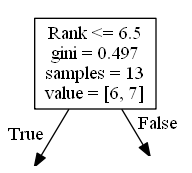 Rank <= 6.5
gini = 0.497
samples = 13
value = [6, 7]
True
False